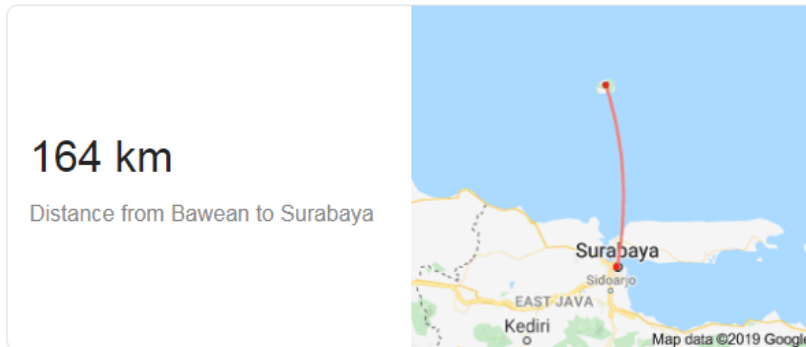 164 km
Distance from Bawean to Surabaya
Surabaya
Sidoarjo
EAST JAVA
Kediri
Map data ©2019 Google